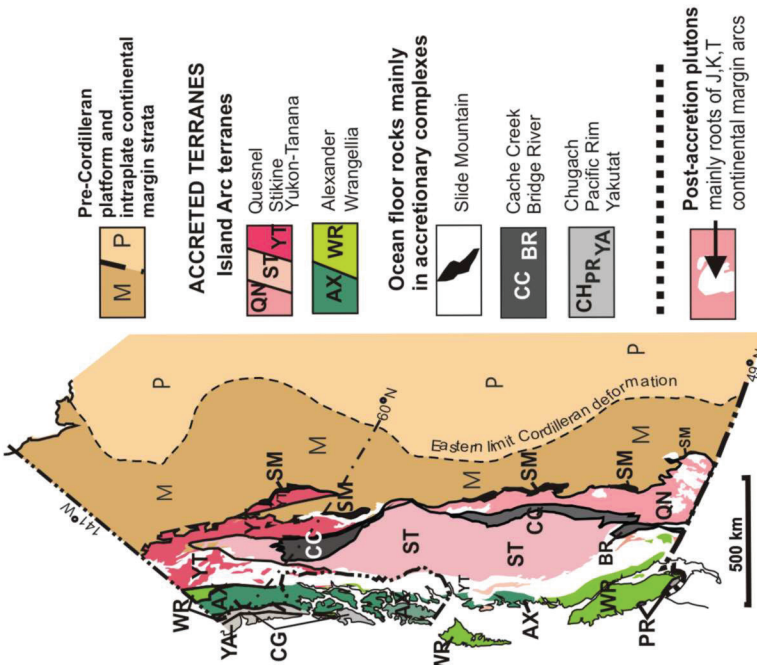 Pre-Cordilleran
platform and
intraplate continental
margin strata
M P
ACCRETED TERRANES
Island Arc terranes
QN ST YT
Quesnel
Stikine
Yukon-Tanana
AX WR
Alexander
Wrangellia
Ocean floor rocks mainly
in accretionary complexes
Slide Mountain
CC BR
Cache Creek
Bridge River
CH PR YA
Chugach
Pacific Rim
Yakutat
Post-accretion plutons
mainly roots of J,K,T
continental margin arcs
141°W
60°N
49°N
Eastern limit Cordilleran deformation
P
P
P
M
M
M
M
SM
SM
SM
SM
SM
YT
YT
Y
YT
CC
CC
ST
ST
QN
BR
WR
WR
WR
AX
AX
AX
YA
CG
PR
500 km